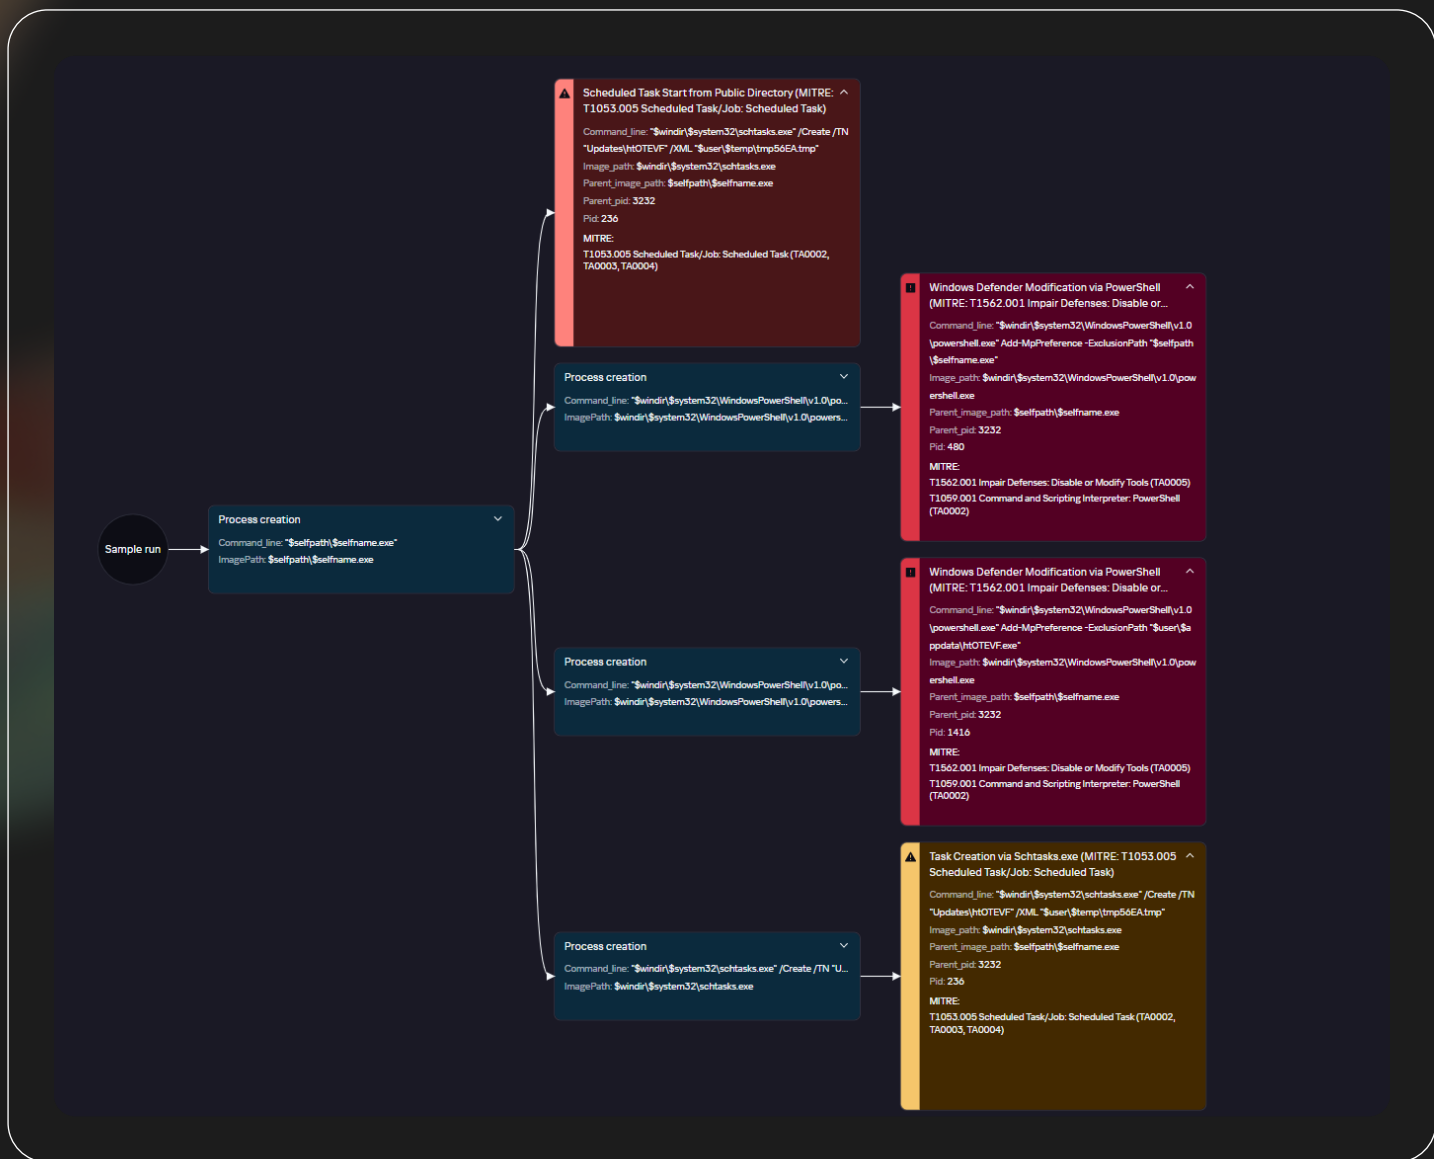 Scheduled Task Start from Public Directory (MITRE:
T1053.005 Scheduled Task/Job: Scheduled Task)
Command_line: "$windir\$system32\schtasks.exe" /Create /TN
"Updates\htOTEVF" /XML "$user\$temp\tmp56EA.tmp"
Image_path: $windir\$system32\schtasks.exe
Parent_image_path: $selfpath\$selfname.exe
Parent_pid: 3232
Pid: 236
MITRE:
T1053.005 Scheduled Task/Job: Scheduled Task (TA0002,
TA0003, TA0004)
Process creation
Command_line: "$windir\$system32\WindowsPowerShell\v1.0\po...
ImagePath: $windir\$system32\WindowsPowerShell\v1.0\powers...
Windows Defender Modification via PowerShell
(MITRE: T1562.001 Impair Defenses: Disable or...
Command_line: "$windir\$system32\WindowsPowerShell\v1.0
\powershell.exe" Add-MpPreference -ExclusionPath "$selfpath
\$selfname.exe"
Image_path: $windir\$system32\WindowsPowerShell\v1.0\pow
ershell.exe
Parent_image_path: $selfpath\$selfname.exe
Parent_pid: 3232
Pid: 480
MITRE:
T1562.001 Impair Defenses: Disable or Modify Tools (TA0005)
T1059.001 Command and Scripting Interpreter: PowerShell
(TA0002)
Sample run
Process creation
Command_line: "$selfpath\$selfname.exe"
ImagePath: $selfpath\$selfname.exe
Process creation
Command_line: "$windir\$system32\WindowsPowerShell\v1.0\po...
ImagePath: $windir\$system32\WindowsPowerShell\v1.0\powers...
Windows Defender Modification via PowerShell
(MITRE: T1562.001 Impair Defenses: Disable or...
Command_line: "$windir\$system32\WindowsPowerShell\v1.0
\powershell.exe" Add-MpPreference -ExclusionPath "$user\$a
ppdata\htOTEVF.exe"
Image_path: $windir\$system32\WindowsPowerShell\v1.0\pow
ershell.exe
Parent_image_path: $selfpath\$selfname.exe
Parent_pid: 3232
Pid: 1416
MITRE:
T1562.001 Impair Defenses: Disable or Modify Tools (TA0005)
T1059.001 Command and Scripting Interpreter: PowerShell
(TA0002)
Process creation
Command_line: "$windir\$system32\schtasks.exe" /Create /TN "U...
ImagePath: $windir\$system32\schtasks.exe
Task Creation via Schtasks.exe (MITRE: T1053.005
Scheduled Task/Job: Scheduled Task)
Command_line: "$windir\$system32\schtasks.exe" /Create /TN
"Updates\htOTEVF" /XML "$user\$temp\tmp56EA.tmp"
Image_path: $windir\$system32\schtasks.exe
Parent_image_path: $selfpath\$selfname.exe
Parent_pid: 3232
Pid: 236
MITRE:
T1053.005 Scheduled Task/Job: Scheduled Task (TA0002,
TA0003, TA0004)